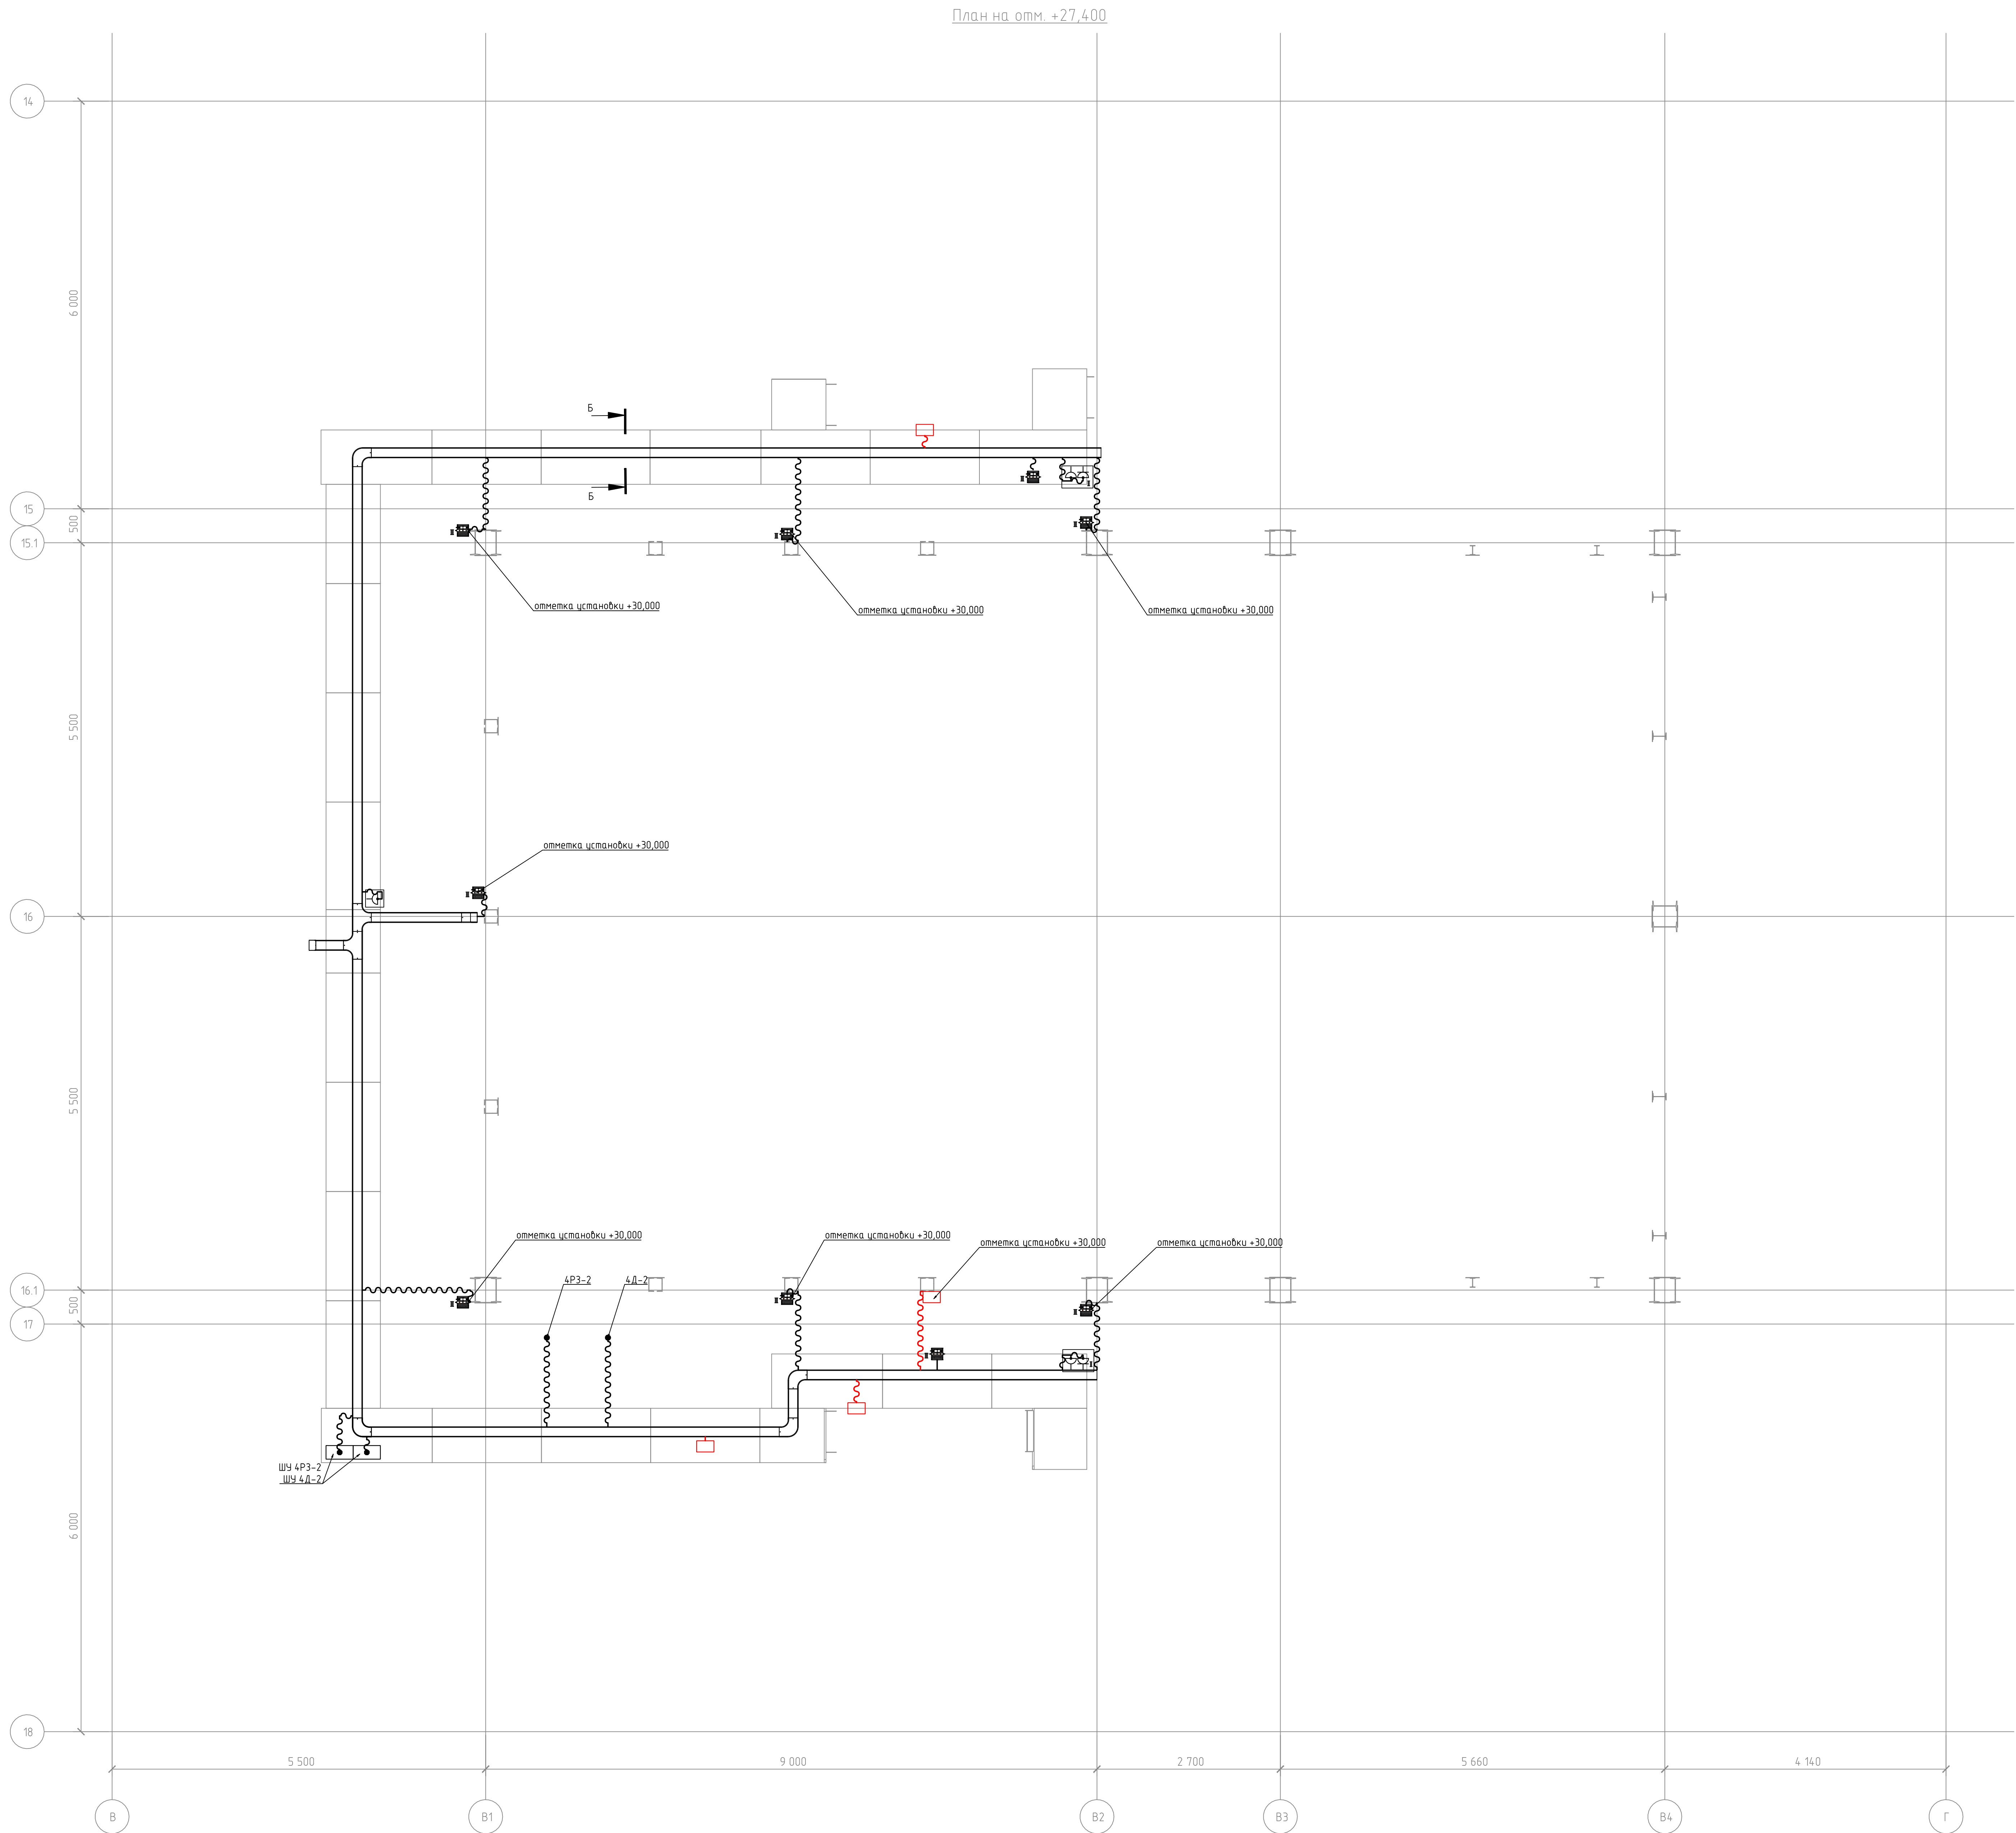 План на отм. +27,400
14
6 000
Б
Б
15
500
15.1
отметка установки +30,000
отметка установки +30,000
отметка установки +30,000
5 500
отметка установки +30,000
16
5 500
отметка установки +30,000
отметка установки +30,000
отметка установки +30,000
отметка установки +30,000
4РЗ-2
4Д-2
16.1
500
17
ШУ 4РЗ-2
ШУ 4Д-2
6 000
18
5 500
9 000
2 700
5 660
4 140
В
В1
В2
В3
В4
Г